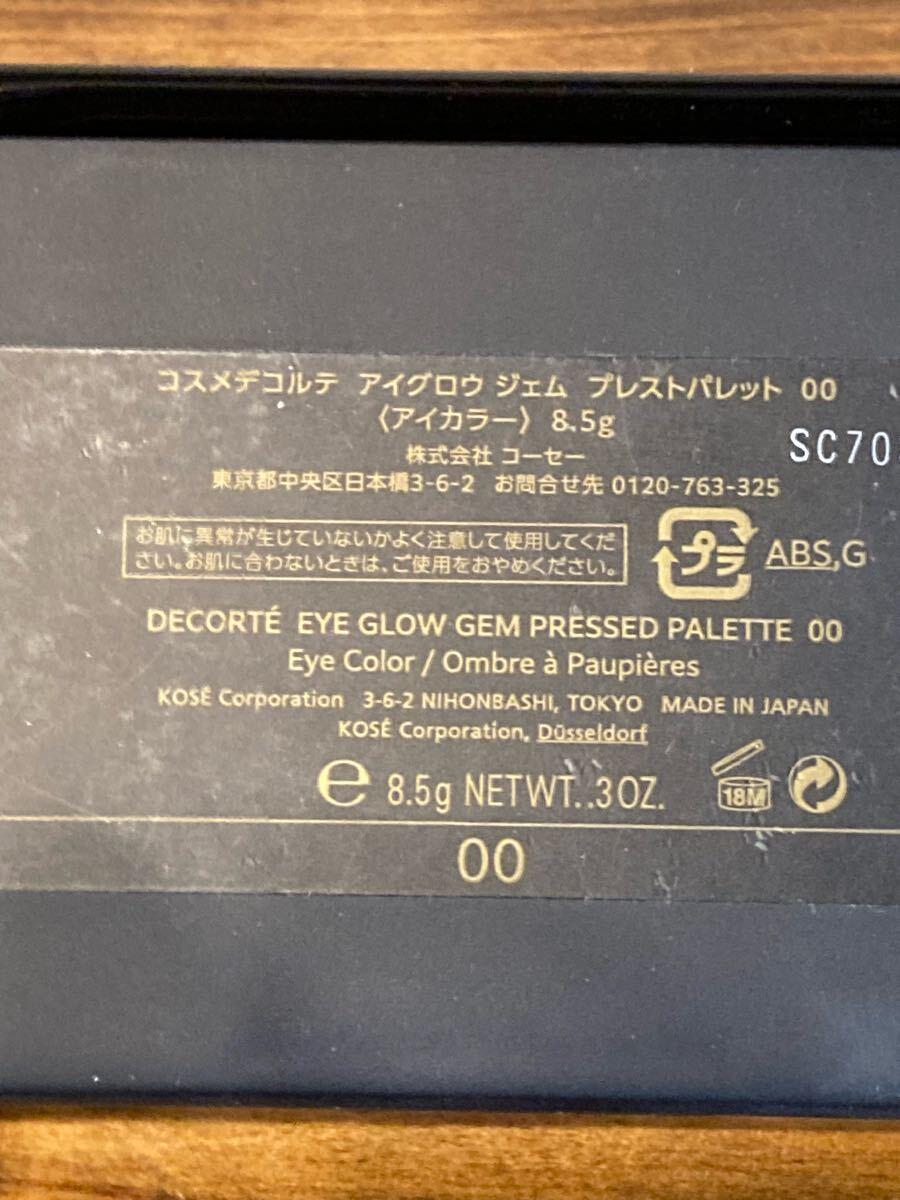 コスメデコルテ アイグロウ ジェム プレストパレット 00
〈アイカラー〉 8.5g
SC70
株式会社 コーセー
東京都中央区日本橋3-6-2 お問合せ先 0120-763-325
お肌に異常が生じていないかよく注意して使用してくだ
さい。お肌に合わないときは、ご使用をおやめください。
プラ ABS,G
DECORTÉ EYE GLOW GEM PRESSED PALETTE 00
Eye Color / Ombre à Paupières
KOSÉ Corporation 3-6-2 NIHONBASHI, TOKYO MADE IN JAPAN
KOSÉ Corporation, Düsseldorf
℮ 8.5g NETWT. .3OZ.
18M
00